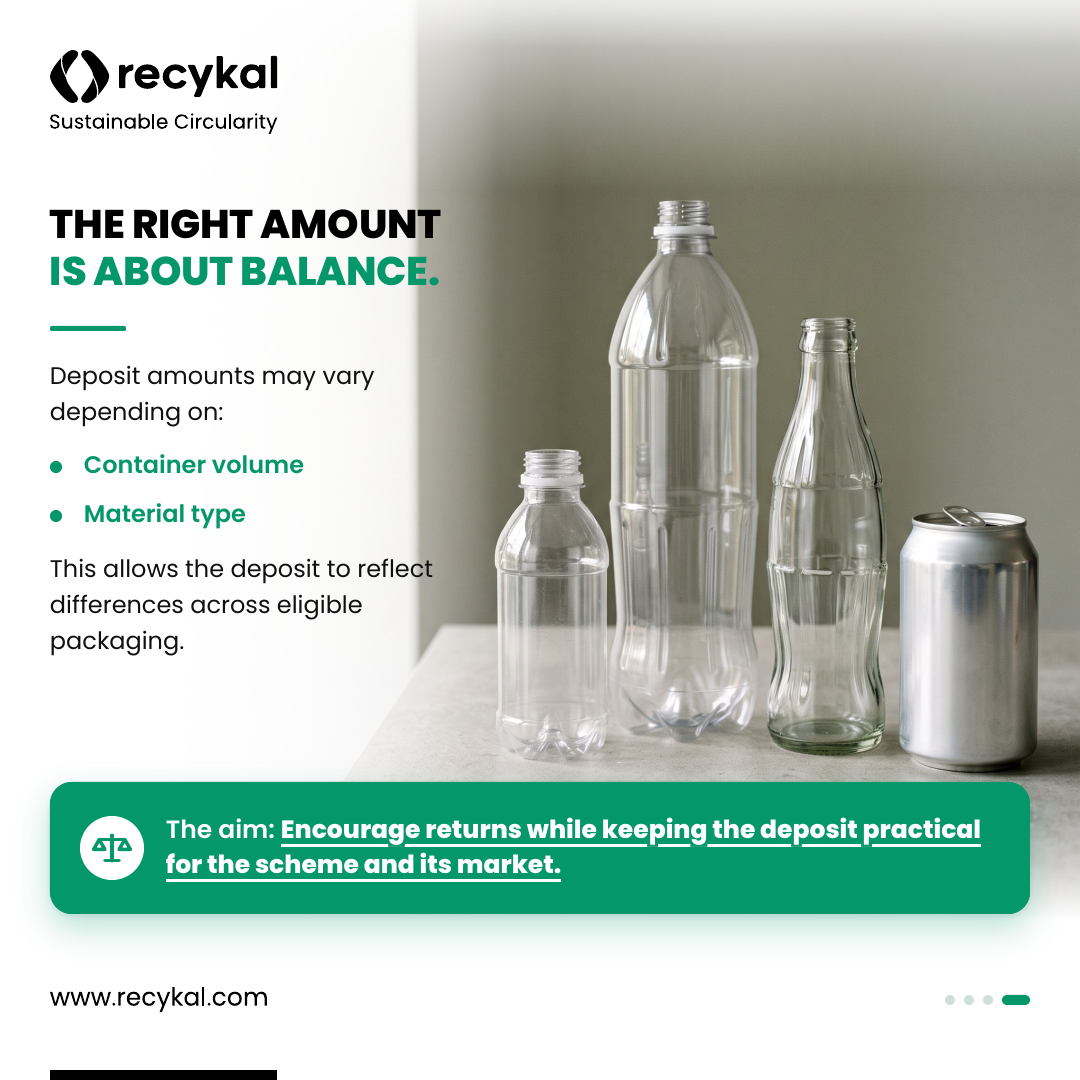 recykal
Sustainable Circularity
THE RIGHT AMOUNT
IS ABOUT BALANCE.
Deposit amounts may vary
depending on:
Container volume
Material type
This allows the deposit to reflect
differences across eligible
packaging.
The aim: Encourage returns while keeping the deposit practical
for the scheme and its market.
www.recykal.com